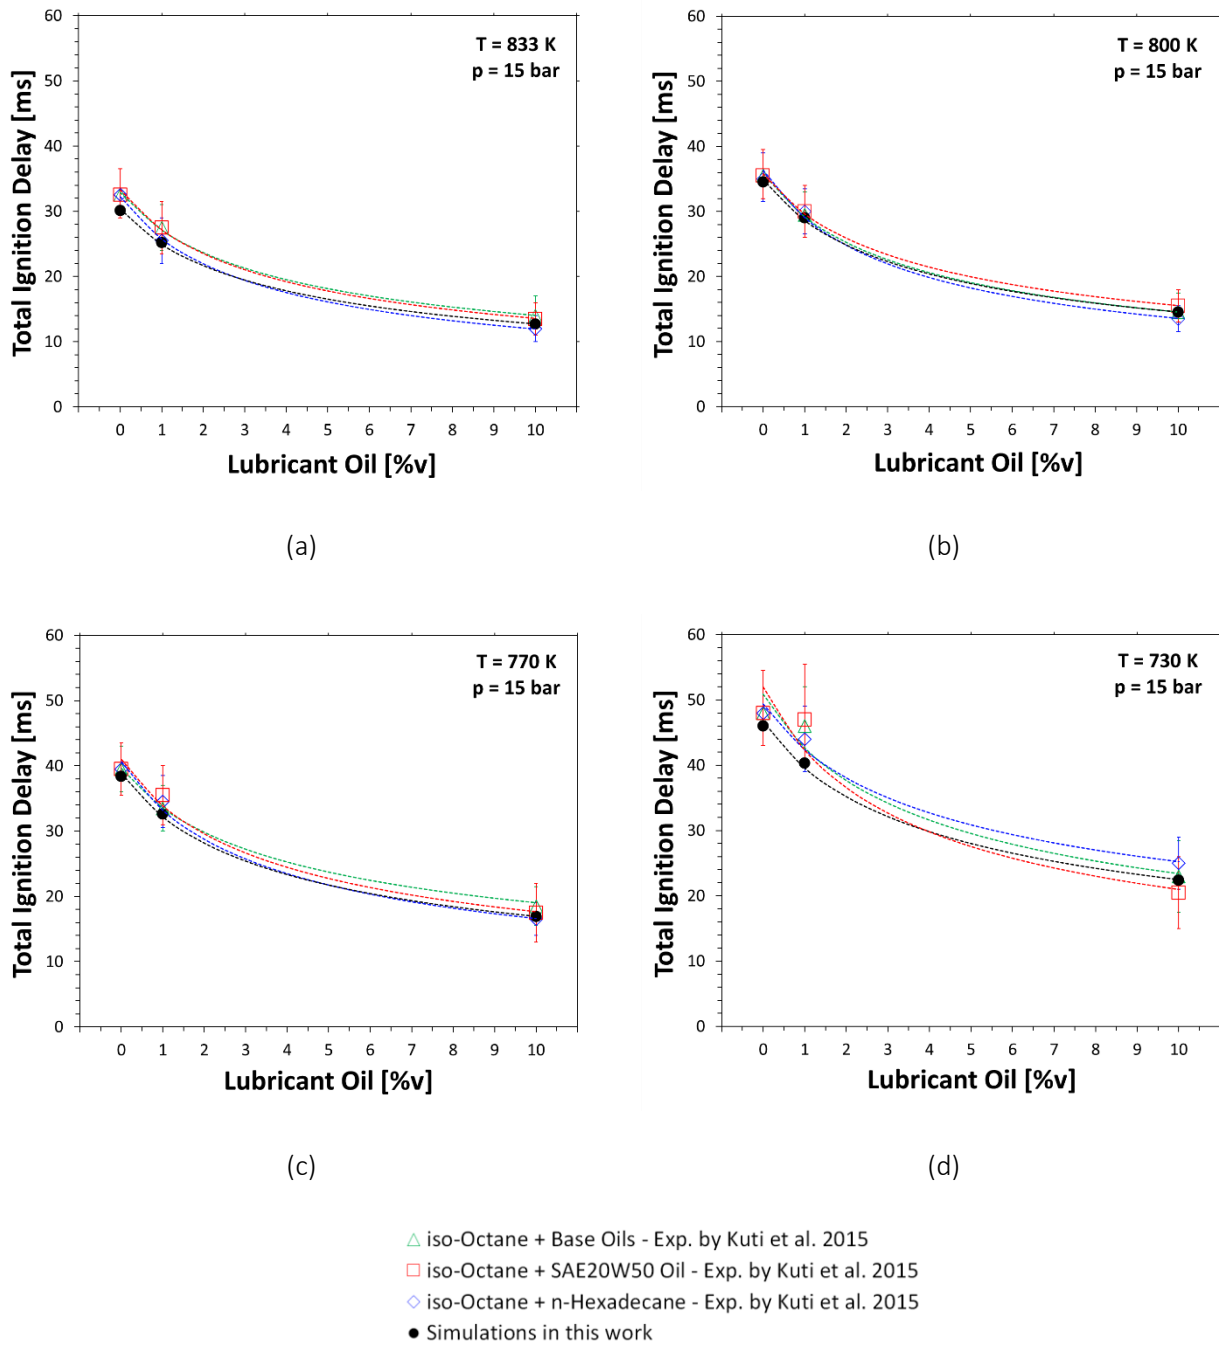 60
50
40
30
20
10
0
Total Ignition Delay [ms]
T = 833 K
p = 15 bar
0 1 2 3 4 5 6 7 8 9 10
Lubricant Oil [%v]
(a)
60
50
40
30
20
10
0
Total Ignition Delay [ms]
T = 800 K
p = 15 bar
0 1 2 3 4 5 6 7 8 9 10
Lubricant Oil [%v]
(b)
60
50
40
30
20
10
0
Total Ignition Delay [ms]
T = 770 K
p = 15 bar
0 1 2 3 4 5 6 7 8 9 10
Lubricant Oil [%v]
(c)
60
50
40
30
20
10
0
Total Ignition Delay [ms]
T = 730 K
p = 15 bar
0 1 2 3 4 5 6 7 8 9 10
Lubricant Oil [%v]
(d)
iso-Octane + Base Oils - Exp. by Kuti et al. 2015
iso-Octane + SAE20W50 Oil - Exp. by Kuti et al. 2015
iso-Octane + n-Hexadecane - Exp. by Kuti et al. 2015
Simulations in this work